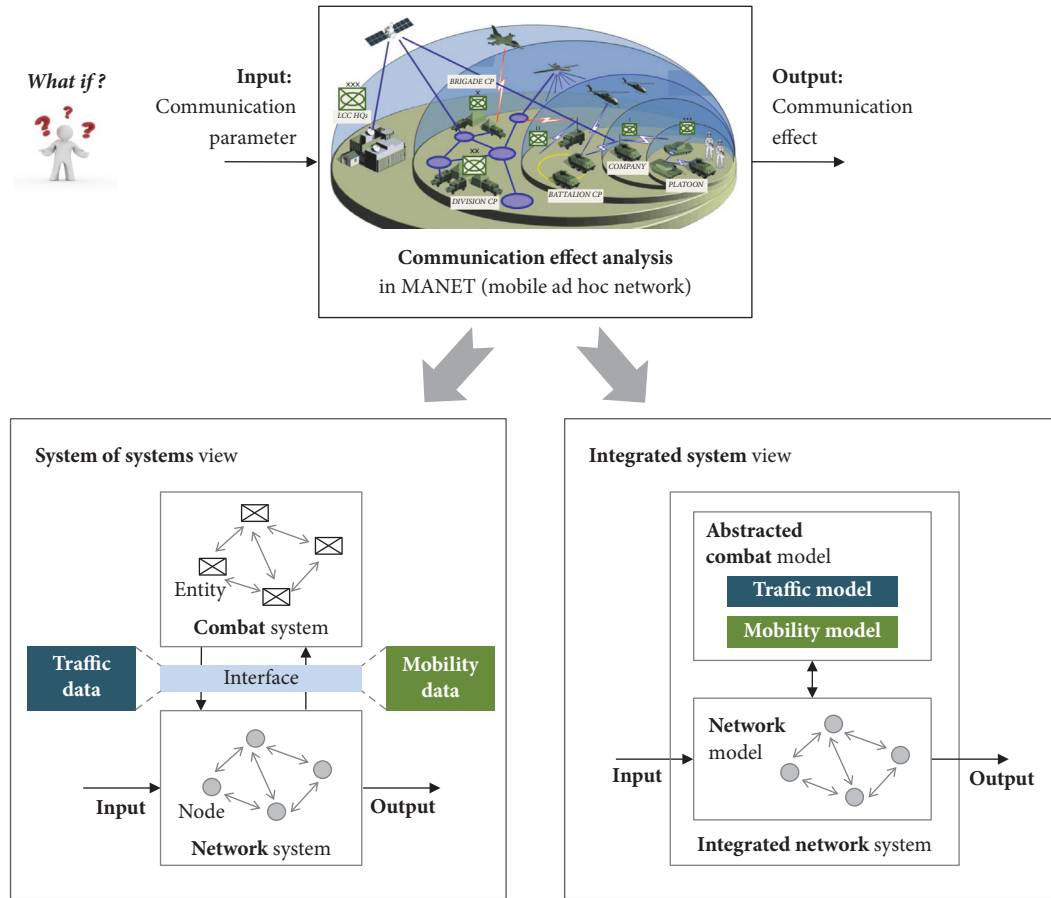 What if ?
? ? ?
Input:
Communication
parameter
xxx
LCC HQs
BRIGADE CP
x
xx
DIVISION CP
BATTALION CP
COMPANY
PLATOON
Output:
Communication
effect
Communication effect analysis
in MANET (mobile ad hoc network)
System of systems view
Entity
Combat system
Traffic
data
Interface
Mobility
data
Input
Node
Output
Network system
Integrated system view
Abstracted
combat model
Traffic model
Mobility model
Network
model
Input
Output
Integrated network system